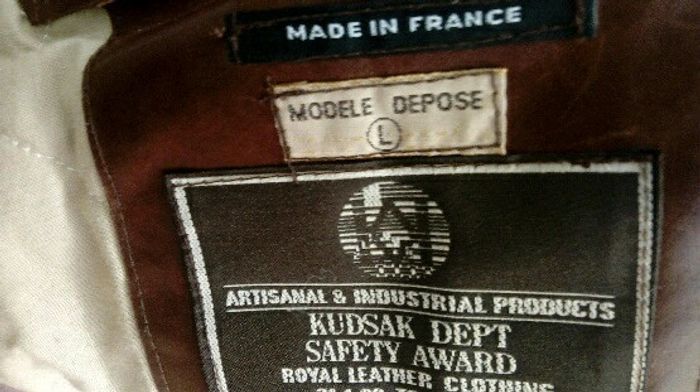 MADE IN FRANCE
MODELE DEPOSE
L
ARTISANAL & INDUSTRIAL PRODUCTS
KUDSAK DEPT
SAFETY AWARD
ROYAL LEATHER CLOTHING